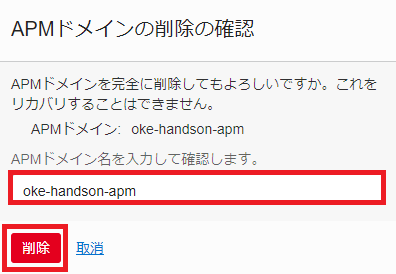 APMドメインの削除の確認
APMドメインを完全に削除してもよろしいですか。これを
リカバリすることはできません。
APMドメイン: oke-handson-apm
APMドメイン名を入力して確認します。
oke-handson-apm
削除 取消